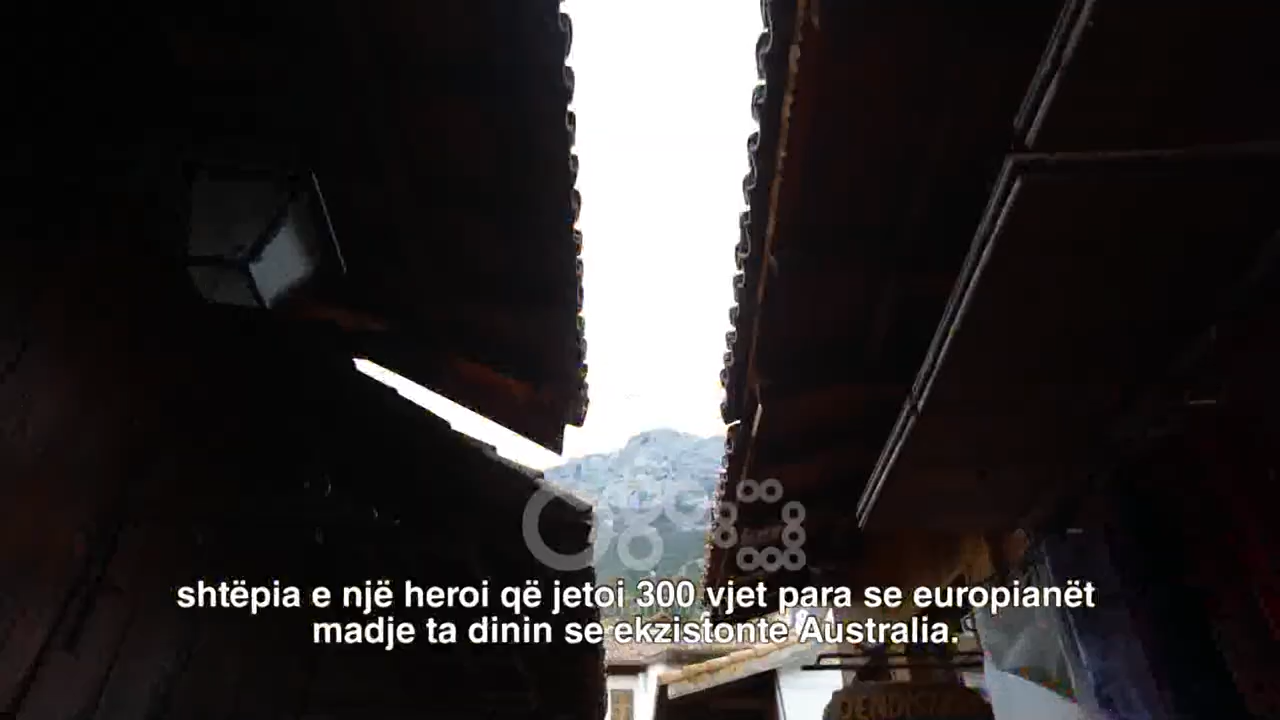 shtëpia e një heroi që jetoi 300 vjet para se europianët
madje ta dinin se ekzistonte Australia.